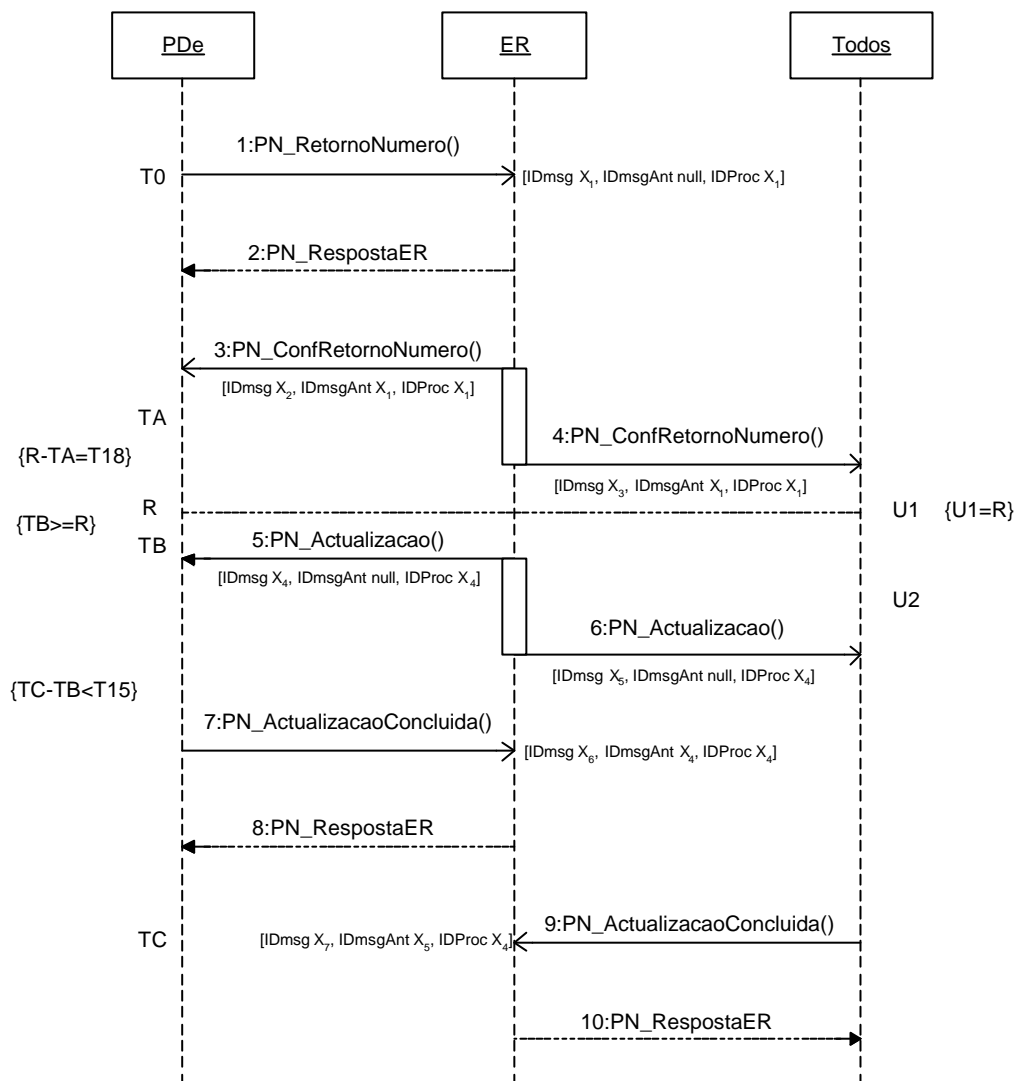 PDe
ER
Todos
1:PN_RetornoNumero()
T0
[IDmsg X1, IDmsgAnt null, IDProc X1]
2:PN_RespostaER
3:PN_ConfRetornoNumero()
[IDmsg X2, IDmsgAnt X1, IDProc X1]
TA
4:PN_ConfRetornoNumero()
{R-TA=T18}
[IDmsg X3, IDmsgAnt X1, IDProc X1]
R
U1 {U1=R}
{TB>=R}
TB
5:PN_Actualizacao()
[IDmsg X4, IDmsgAnt null, IDProc X4]
U2
6:PN_Actualizacao()
[IDmsg X5, IDmsgAnt null, IDProc X4]
{TC-TB<T15}
7:PN_ActualizacaoConcluida()
[IDmsg X6, IDmsgAnt X4, IDProc X4]
8:PN_RespostaER
9:PN_ActualizacaoConcluida()
TC
[IDmsg X7, IDmsgAnt X5, IDProc X4]
10:PN_RespostaER